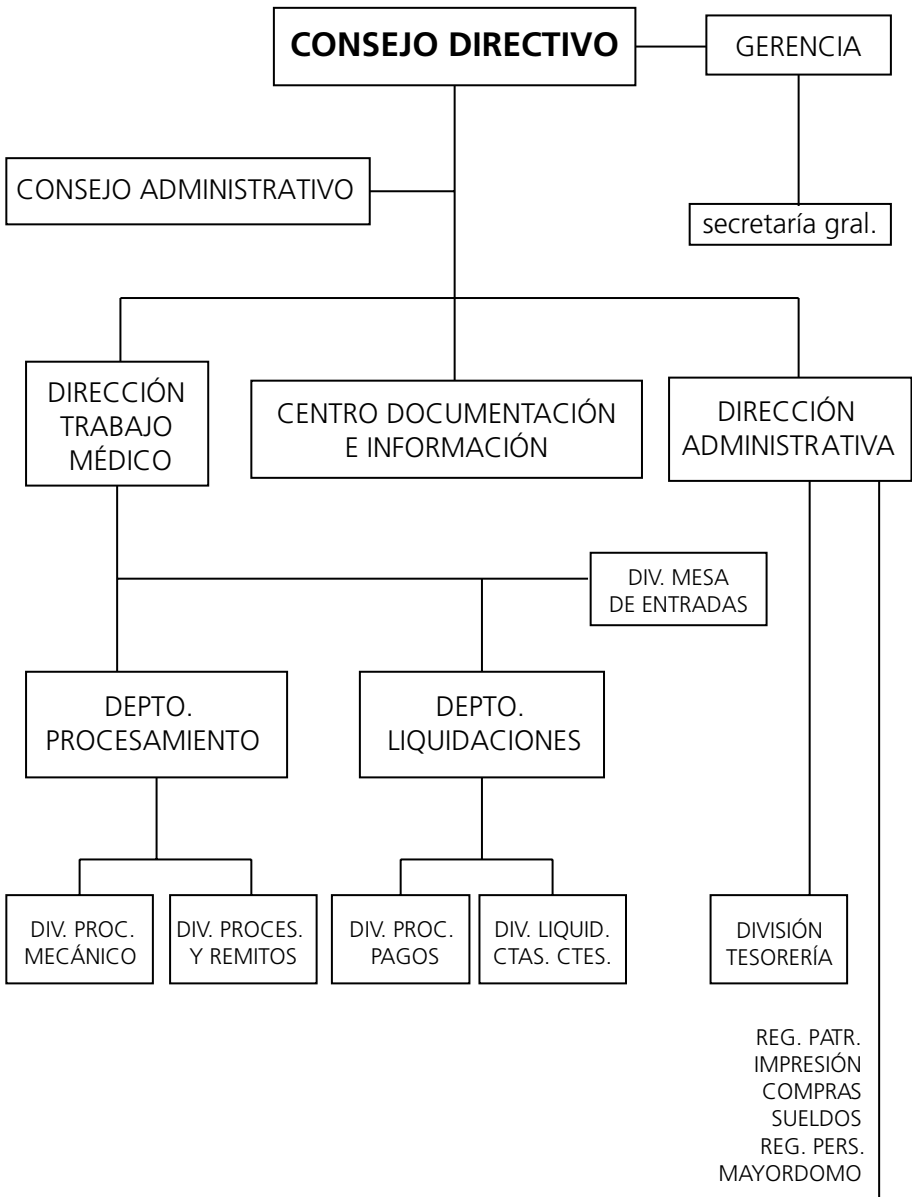 CONSEJO DIRECTIVO
GERENCIA
CONSEJO ADMINISTRATIVO
secretaría gral.
DIRECCIÓN
TRABAJO
MÉDICO
CENTRO DOCUMENTACIÓN
E INFORMACIÓN
DIRECCIÓN
ADMINISTRATIVA
DIV. MESA
DE ENTRADAS
DEPTO.
PROCESAMIENTO
DEPTO.
LIQUIDACIONES
DIV. PROC.
MECÁNICO
DIV. PROCES.
Y REMITOS
DIV. PROC.
PAGOS
DIV. LIQUID.
CTAS. CTES.
DIVISIÓN
TESORERÍA
REG. PATR.
IMPRESIÓN
COMPRAS
SUELDOS
REG. PERS.
MAYORDOMO